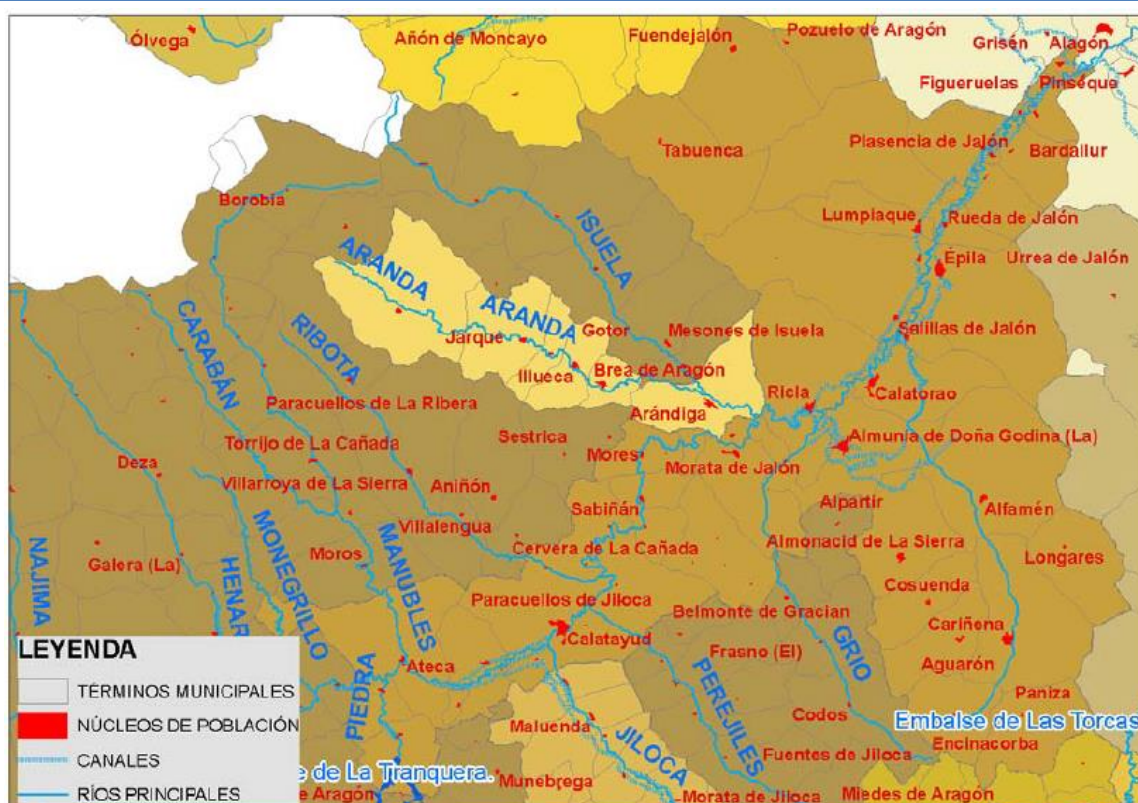 Ólvega
Añón de Moncayo
Fuendejalón
Pozuelo de Aragón
Grisén
Alagón
Figueruelas
Pinseque
Tabuenca
Plasencia de Jalón
Bardallur
Borobia
ISUELA
Lumpiaque
Rueda de Jalón
ARANDA
Épila
Urrea de Jalón
CARABÁN
ARANDA
Gotor
Mesones de Isuela
Salillas de Jalón
RIBOTA
Jarque
Illueca
Brea de Aragón
Ricla
Calatorao
Paracuellos de La Ribera
Arándiga
Sestrica
Mores
Almunia de Doña Godina (La)
Torrijo de La Cañada
Morata de Jalón
Deza
Villarroya de La Sierra
Aniñón
Sabiñán
Alpartir
Alfamén
Villalengua
MONEGRILLO
MANUBLES
NAJIMA
Moros
Cervera de La Cañada
Almonacid de La Sierra
Longares
Galera (La)
HENAR
Cosuenda
Paracuellos de Jiloca
Belmonte de Gracian
GRIO
Calatayud
Frasno (El)
Cariñena
LEYENDA
Ateca
PEREJILES
Aguarón
TÉRMINOS MUNICIPALES
PIEDRA
Paniza
NÚCLEOS DE POBLACIÓN
Maluenda
JILOCA
Codos
Embalse de Las Torcas
CANALES
Fuentes de Jiloca
Encinacorba
e de La Tranquera.
Munébrega
RÍOS PRINCIPALES
e Aragón
Morata de Jiloca
Miedes de Aragón